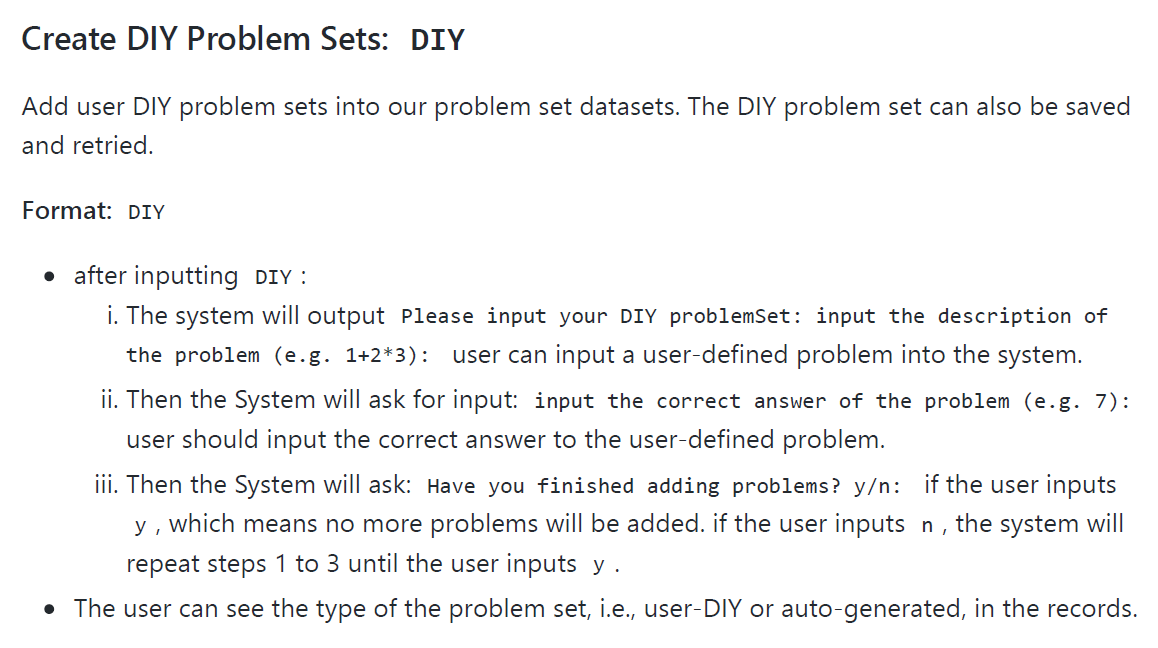 Create DIY Problem Sets: DIY
Add user DIY problem sets into our problem set datasets. The DIY problem set can also be saved
and retried.
Format: DIY
• after inputting DIY :
i. The system will output Please input your DIY problemSet: input the description of
the problem (e.g. 1+2*3): user can input a user-defined problem into the system.
ii. Then the System will ask for input: input the correct answer of the problem (e.g. 7):
user should input the correct answer to the user-defined problem.
iii. Then the System will ask: Have you finished adding problems? y/n: if the user inputs
y , which means no more problems will be added. if the user inputs n , the system will
repeat steps 1 to 3 until the user inputs y .
• The user can see the type of the problem set, i.e., user-DIY or auto-generated, in the records.